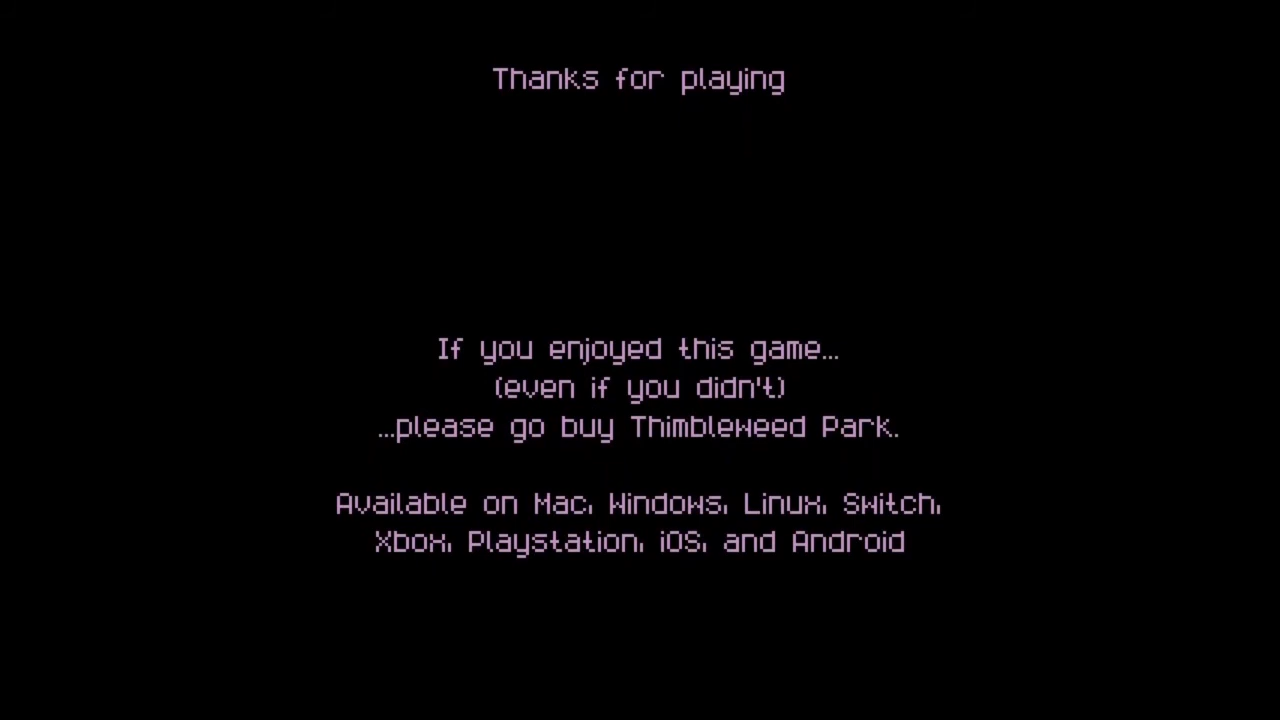 Thanks for playing
If you enjoyed this game...
(even if you didn't)
...please go buy Thimbleweed Park.
Available on Mac, Windows, Linux, Switch,
Xbox, Playstation, iOS, and Android